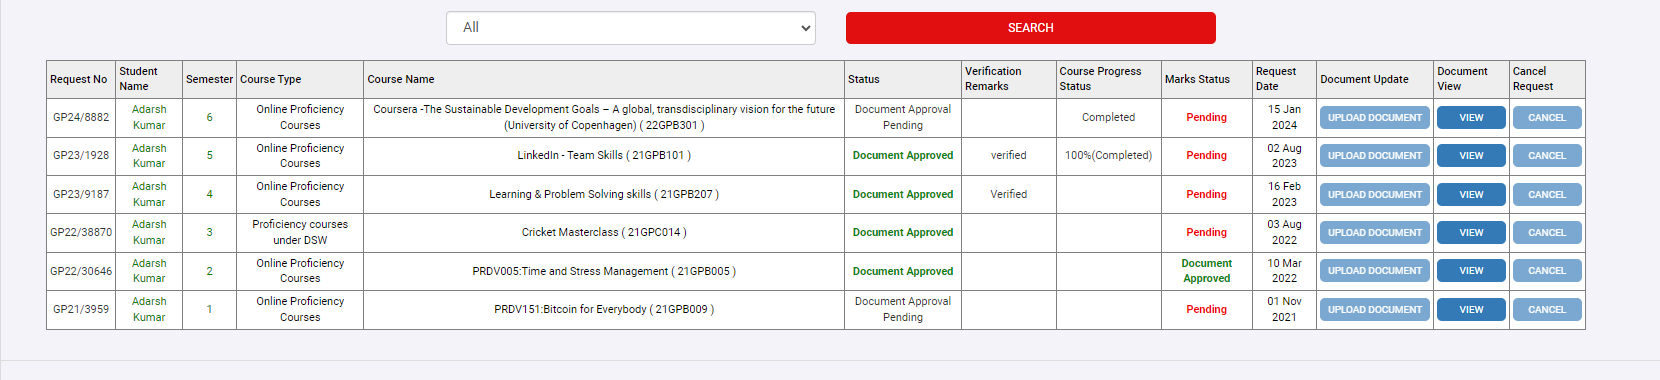 All
SEARCH
Request No Student Name Semester Course Type Course Name Status Verification Remarks Course Progress Status Marks Status Request Date Document Update Document View Cancel Request
GP24/8882 Adarsh Kumar 6 Online Proficiency Courses Coursera -The Sustainable Development Goals – A global, transdisciplinary vision for the future (University of Copenhagen) ( 22GPB301 ) Document Approval Pending Completed Pending 15 Jan 2024 UPLOAD DOCUMENT VIEW CANCEL
GP23/1928 Adarsh Kumar 5 Online Proficiency Courses LinkedIn - Team Skills ( 21GPB101 ) Document Approved verified 100%(Completed) Pending 02 Aug 2023 UPLOAD DOCUMENT VIEW CANCEL
GP23/9187 Adarsh Kumar 4 Online Proficiency Courses Learning & Problem Solving skills ( 21GPB207 ) Document Approved Verified Pending 16 Feb 2023 UPLOAD DOCUMENT VIEW CANCEL
GP22/38870 Adarsh Kumar 3 Proficiency courses under DSW Cricket Masterclass ( 21GPC014 ) Document Approved Pending 03 Aug 2022 UPLOAD DOCUMENT VIEW CANCEL
GP22/30646 Adarsh Kumar 2 Online Proficiency Courses PRDV005:Time and Stress Management ( 21GPB005 ) Document Approved Document Approved 10 Mar 2022 UPLOAD DOCUMENT VIEW CANCEL
GP21/3959 Adarsh Kumar 1 Online Proficiency Courses PRDV151:Bitcoin for Everybody ( 21GPB009 ) Document Approval Pending Pending 01 Nov 2021 UPLOAD DOCUMENT VIEW CANCEL